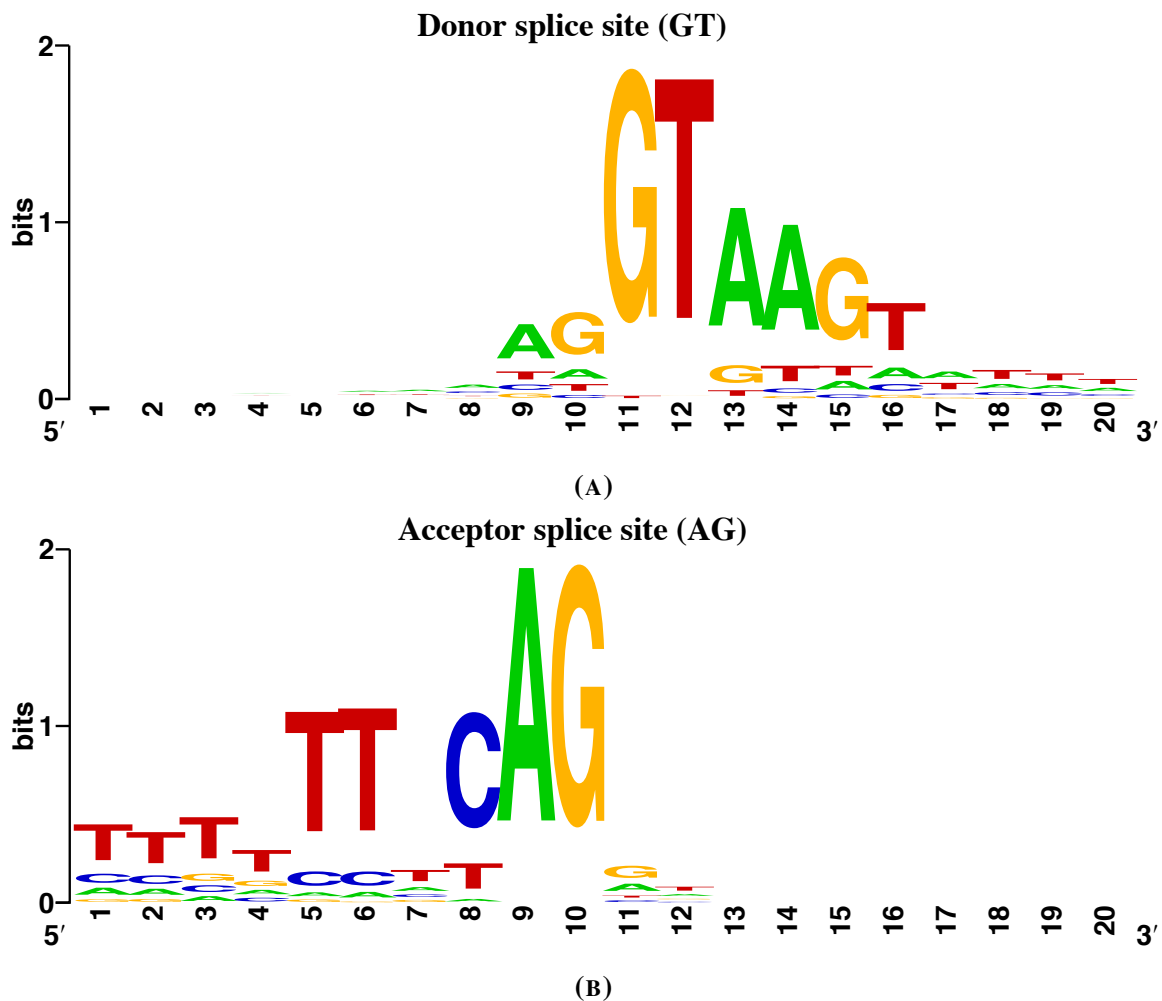 Donor splice site (GT)
2
1
0
bits
G T A A G T
A G
T A C T G C
G T C T A G C A T A C A C G A T C A C G A T C T A C T A C T A C
1 2 3 4 5 6 7 8 9 10 11 12 13 14 15 16 17 18 19 20
5′ 3′
(A)
Acceptor splice site (AG)
2
1
0
bits
T T T T T T T C A G G T
C C G G C C A T A A
A A C A A A C A T C
G G A C G G G C
1 2 3 4 5 6 7 8 9 10 11 12 13 14 15 16 17 18 19 20
5′ 3′
(B)